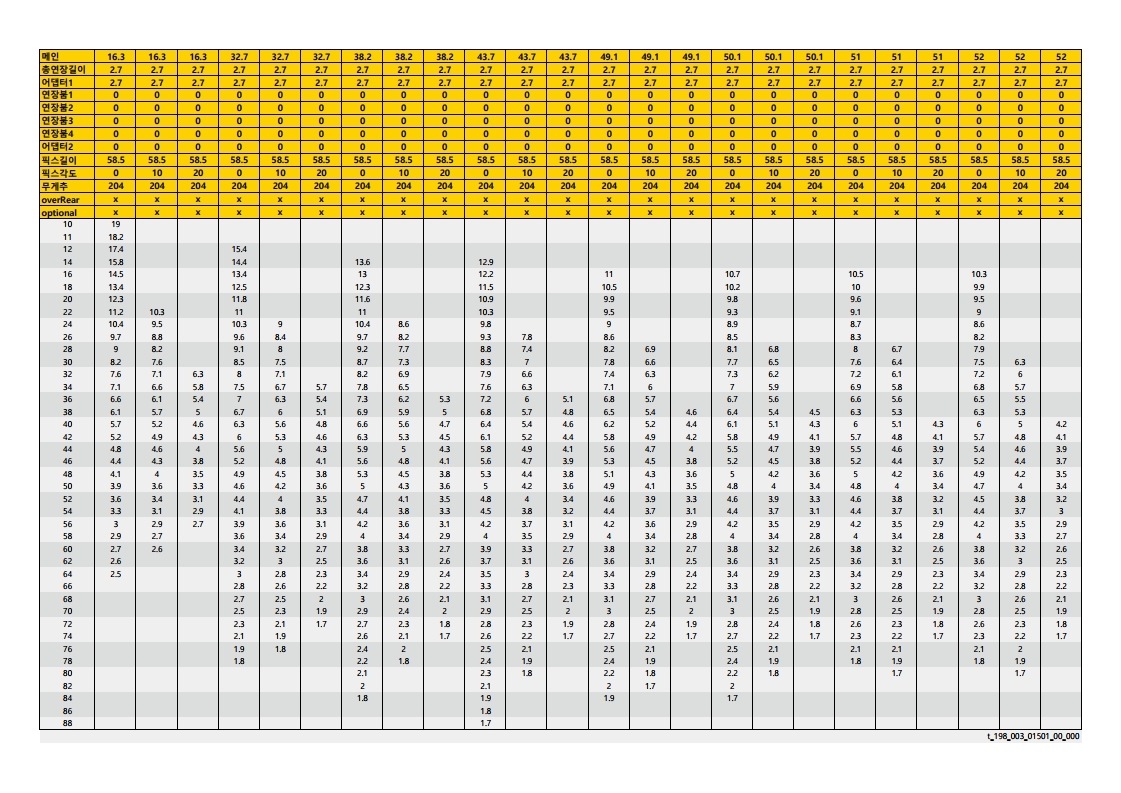 메인 16.3 16.3 16.3 32.7 32.7 32.7 38.2 38.2 38.2 43.7 43.7 43.7 49.1 49.1 49.1 50.1 50.1 50.1 51 51 51 52 52 52
총연장길이 2.7 2.7 2.7 2.7 2.7 2.7 2.7 2.7 2.7 2.7 2.7 2.7 2.7 2.7 2.7 2.7 2.7 2.7 2.7 2.7 2.7 2.7 2.7 2.7
어댑터1 2.7 2.7 2.7 2.7 2.7 2.7 2.7 2.7 2.7 2.7 2.7 2.7 2.7 2.7 2.7 2.7 2.7 2.7 2.7 2.7 2.7 2.7 2.7 2.7
연장붐1 0 0 0 0 0 0 0 0 0 0 0 0 0 0 0 0 0 0 0 0 0 0 0 0
연장붐2 0 0 0 0 0 0 0 0 0 0 0 0 0 0 0 0 0 0 0 0 0 0 0 0
연장붐3 0 0 0 0 0 0 0 0 0 0 0 0 0 0 0 0 0 0 0 0 0 0 0 0
연장붐4 0 0 0 0 0 0 0 0 0 0 0 0 0 0 0 0 0 0 0 0 0 0 0 0
어댑터2 0 0 0 0 0 0 0 0 0 0 0 0 0 0 0 0 0 0 0 0 0 0 0 0
픽스길이 58.5 58.5 58.5 58.5 58.5 58.5 58.5 58.5 58.5 58.5 58.5 58.5 58.5 58.5 58.5 58.5 58.5 58.5 58.5 58.5 58.5 58.5 58.5 58.5
픽스각도 0 10 20 0 10 20 0 10 20 0 10 20 0 10 20 0 10 20 0 10 20 0 10 20
무게추 204 204 204 204 204 204 204 204 204 204 204 204 204 204 204 204 204 204 204 204 204 204 204 204
overRear x x x x x x x x x x x x x x x x x x x x x x x x
optional x x x x x x x x x x x x x x x x x x x x x x x x
10 19
11 18.2
12 17.4 15.4
14 15.8 14.4 13.6 12.9
16 14.5 13.4 13 12.2 11 10.7 10.5 10.3
18 13.4 12.5 12.3 11.5 10.5 10.2 10 9.9
20 12.3 11.8 11.6 10.9 9.9 9.8 9.6 9.5
22 11.2 10.3 11 11 10.3 9.5 9.3 9.1 9
24 10.4 9.5 10.3 9 10.4 8.6 9.8 9 8.9 8.7 8.6
26 9.7 8.8 9.6 8.4 9.7 8.2 9.3 7.8 8.6 8.5 8.3 8.2
28 9 8.2 9.1 8 9.2 7.7 8.8 7.4 8.2 6.9 8.1 6.8 8 6.7 7.9
30 8.2 7.6 8.5 7.5 8.7 7.3 8.3 7 7.8 6.6 7.7 6.5 7.6 6.4 7.5 6.3
32 7.6 7.1 6.3 8 7.1 8.2 6.9 7.9 6.6 7.4 6.3 7.3 6.2 7.2 6.1 7.2 6
34 7.1 6.6 5.8 7.5 6.7 5.7 7.8 6.5 7.6 6.3 7.1 6 7 5.9 6.9 5.8 6.8 5.7
36 6.6 6.1 5.4 7 6.3 5.4 7.3 6.2 5.3 7.2 6 5.1 6.8 5.7 6.7 5.6 6.6 5.6 6.5 5.5
38 6.1 5.7 5 6.7 6 5.1 6.9 5.9 5 6.8 5.7 4.8 6.5 5.4 4.6 6.4 5.4 4.5 6.3 5.3 6.3 5.3
40 5.7 5.2 4.6 6.3 5.6 4.8 6.6 5.6 4.7 6.4 5.4 4.6 6.2 5.2 4.4 6.1 5.1 4.3 6 5.1 4.3 6 5 4.2
42 5.2 4.9 4.3 6 5.3 4.6 6.3 5.3 4.5 6.1 5.2 4.4 5.8 4.9 4.2 5.8 4.9 4.1 5.7 4.8 4.1 5.7 4.8 4.1
44 4.8 4.6 4 5.6 5 4.3 5.9 5 4.3 5.8 4.9 4.1 5.6 4.7 4 5.5 4.7 3.9 5.5 4.6 3.9 5.4 4.6 3.9
46 4.4 4.3 3.8 5.2 4.8 4.1 5.6 4.8 4.1 5.6 4.7 3.9 5.3 4.5 3.8 5.2 4.5 3.8 5.2 4.4 3.7 5.2 4.4 3.7
48 4.1 4 3.5 4.9 4.5 3.8 5.3 4.5 3.8 5.3 4.4 3.8 5.1 4.3 3.6 5 4.2 3.6 5 4.2 3.6 4.9 4.2 3.5
50 3.9 3.6 3.3 4.6 4.2 3.6 5 4.3 3.6 5 4.2 3.6 4.9 4.1 3.5 4.8 4 3.4 4.8 4 3.4 4.7 4 3.4
52 3.6 3.4 3.1 4.4 4 3.5 4.7 4.1 3.5 4.8 4 3.4 4.6 3.9 3.3 4.6 3.9 3.3 4.6 3.8 3.2 4.5 3.8 3.2
54 3.3 3.1 2.9 4.1 3.8 3.3 4.4 3.8 3.3 4.5 3.8 3.2 4.4 3.7 3.1 4.4 3.7 3.1 4.4 3.7 3.1 4.4 3.7 3
56 3 2.9 2.7 3.9 3.6 3.1 4.2 3.6 3.1 4.2 3.7 3.1 4.2 3.6 2.9 4.2 3.5 2.9 4.2 3.5 2.9 4.2 3.5 2.9
58 2.9 2.7 3.6 3.4 2.9 4 3.4 2.9 4 3.5 2.9 4 3.4 2.8 4 3.4 2.8 4 3.4 2.8 4 3.3 2.7
60 2.7 2.6 3.4 3.2 2.7 3.8 3.3 2.7 3.9 3.3 2.7 3.8 3.2 2.7 3.8 3.2 2.6 3.8 3.2 2.6 3.8 3.2 2.6
62 2.6 3.2 3 2.5 3.6 3.1 2.6 3.7 3.1 2.6 3.6 3.1 2.5 3.6 3.1 2.5 3.6 3.1 2.5 3.6 3 2.5
64 2.5 3 2.8 2.3 3.4 2.9 2.4 3.5 3 2.4 3.4 2.9 2.4 3.4 2.9 2.3 3.4 2.9 2.3 3.4 2.9 2.3
66 2.8 2.6 2.2 3.2 2.8 2.2 3.3 2.8 2.3 3.3 2.8 2.2 3.2 2.8 2.2 3.2 2.8 2.2 3.2 2.8 2.2
68 2.7 2.5 2 3 2.6 2.1 3.1 2.7 2.1 3.1 2.7 2.1 3.1 2.6 2.1 3 2.6 2.1 3 2.6 2.1
70 2.5 2.3 1.9 2.9 2.4 2 2.9 2.5 2 3 2.5 2 3 2.5 1.9 2.8 2.5 1.9 2.8 2.5 1.9
72 2.3 2.1 1.7 2.7 2.3 1.8 2.8 2.3 1.9 2.8 2.4 1.9 2.8 2.4 1.8 2.6 2.3 1.8 2.6 2.3 1.8
74 2.1 1.9 2.6 2.1 1.7 2.6 2.2 1.7 2.7 2.2 1.7 2.7 2.2 1.7 2.3 2.2 1.7 2.3 2.2 1.7
76 1.9 1.8 2.4 2 2.5 2.1 2.5 2.1 2.5 2.1 2.1 2.1 2.1 2
78 1.8 2.2 1.8 2.4 1.9 2.4 1.9 2.4 1.9 1.8 1.9 1.8 1.9
80 2.1 2.3 1.8 2.2 1.8 2.2 1.8 1.7 1.7
82 2 2.1 2 1.7 2
84 1.8 1.9 1.9 1.7
86 1.8
88 1.7
t_198_003_01501_00_000